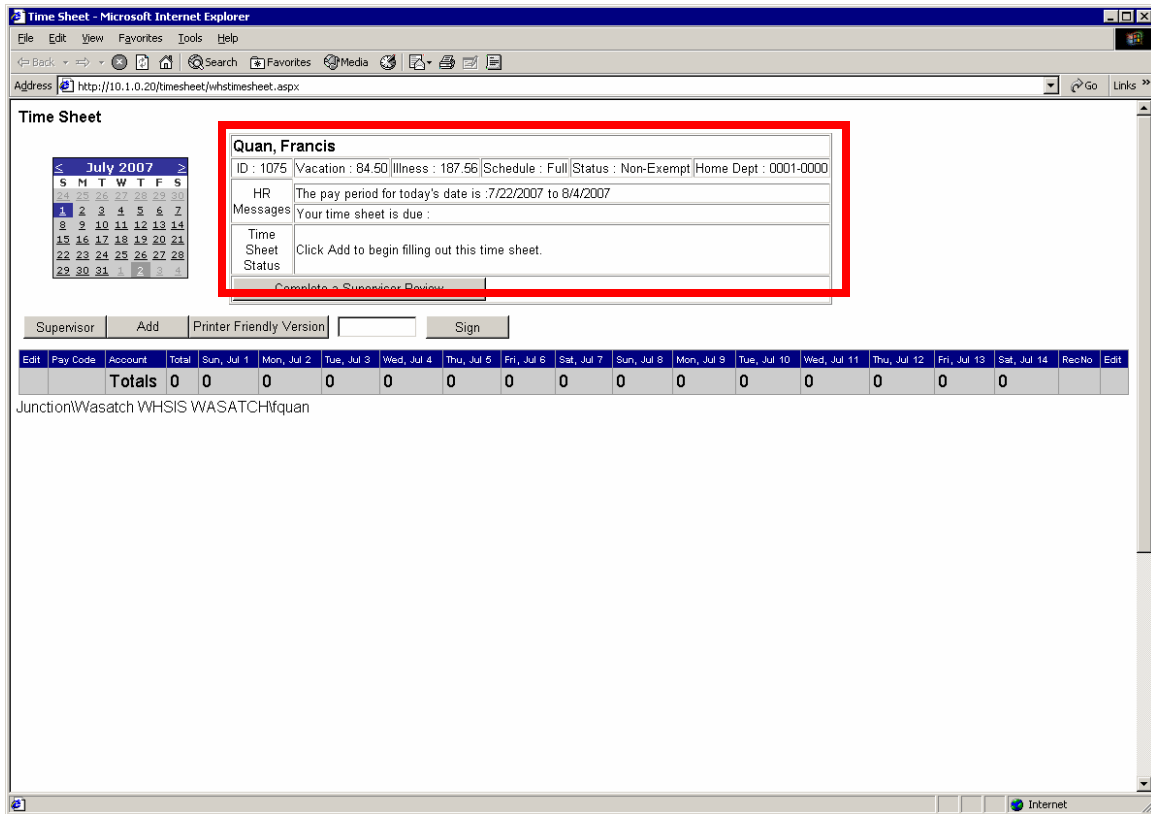 Time Sheet - Microsoft Internet Explorer
File Edit View Favorites Tools Help
Back Search Favorites Media
Address http://10.1.0.20/timesheet/whstimesheet.aspx Go Links »
Time Sheet
Quan, Francis
ID : 1075 Vacation : 84.50 Illness : 187.56 Schedule : Full Status : Non-Exempt Home Dept : 0001-0000
HR Messages
The pay period for today's date is :7/22/2007 to 8/4/2007
Your time sheet is due :
Time Sheet Status
Click Add to begin filling out this time sheet.
Complete a Supervisor Review
< July 2007 >
S M T W T F S
24 25 26 27 28 29 30
1 2 3 4 5 6 7
8 9 10 11 12 13 14
15 16 17 18 19 20 21
22 23 24 25 26 27 28
29 30 31 1 2 3 4
Supervisor Add Printer Friendly Version Sign
Edit Pay Code Account Total Sun, Jul 1 Mon, Jul 2 Tue, Jul 3 Wed, Jul 4 Thu, Jul 5 Fri, Jul 6 Sat, Jul 7 Sun, Jul 8 Mon, Jul 9 Tue, Jul 10 Wed, Jul 11 Thu, Jul 12 Fri, Jul 13 Sat, Jul 14 RecNo Edit
Totals 0 0 0 0 0 0 0 0 0 0 0 0 0 0 0
Junction\Wasatch WHSIS WASATCH\fquan
Internet